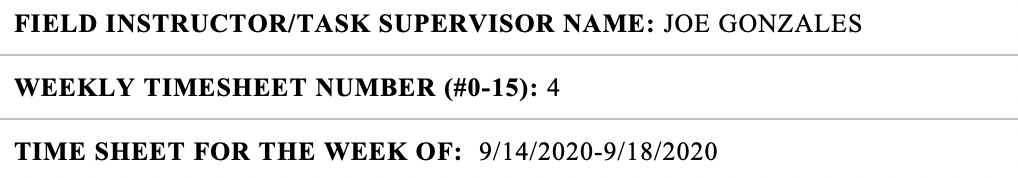 FIELD INSTRUCTOR/TASK SUPERVISOR NAME: JOE GONZALES
WEEKLY TIMESHEET NUMBER (#0-15): 4
TIME SHEET FOR THE WEEK OF: 9/14/2020-9/18/2020